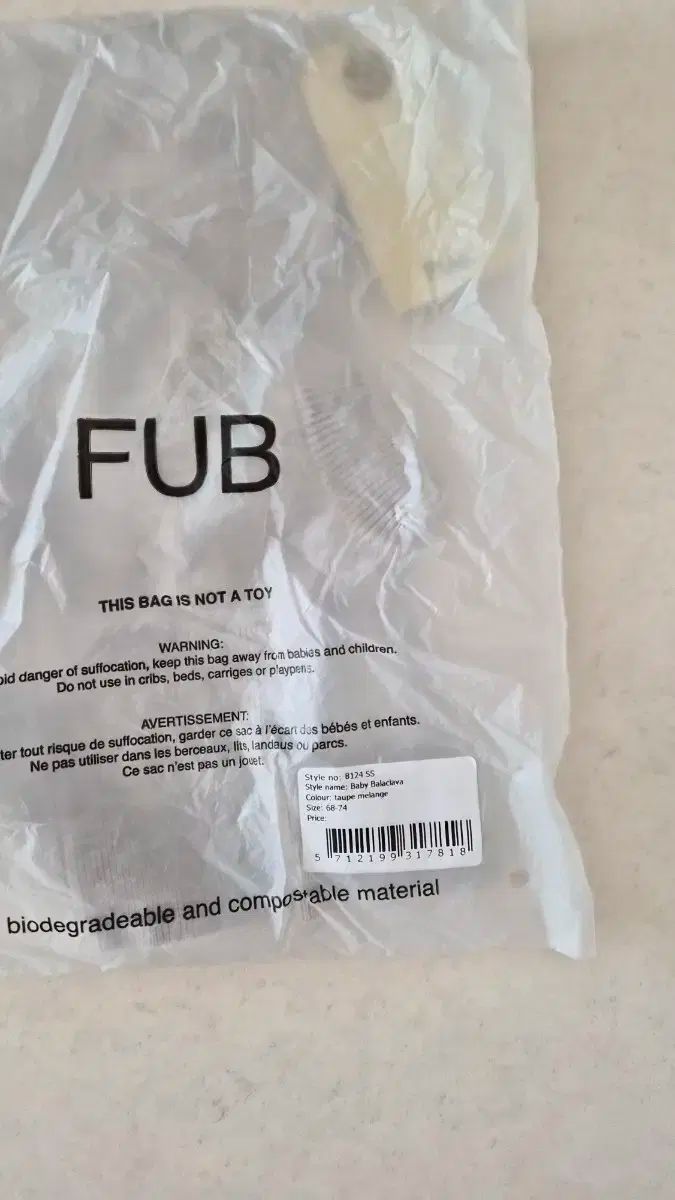 FUB
THIS BAG IS NOT A TOY
WARNING:
danger of suffocation, keep this bag away from babies and children.
Do not use in cribs, beds, carriges or playpens.
AVERTISSEMENT:
tout risque de suffocation, garder ce sac à l'écart des bébés et enfants.
Ne pas utiliser dans les berceaux, lits, landaus ou parcs.
Ce sac n'est pas un jouet.
Style no: 8124 SS
Style name: Baby Balaclava
Colour: taupe melange
Size: 68-74
Price:
5 712199 317818
biodegradeable and compostable material